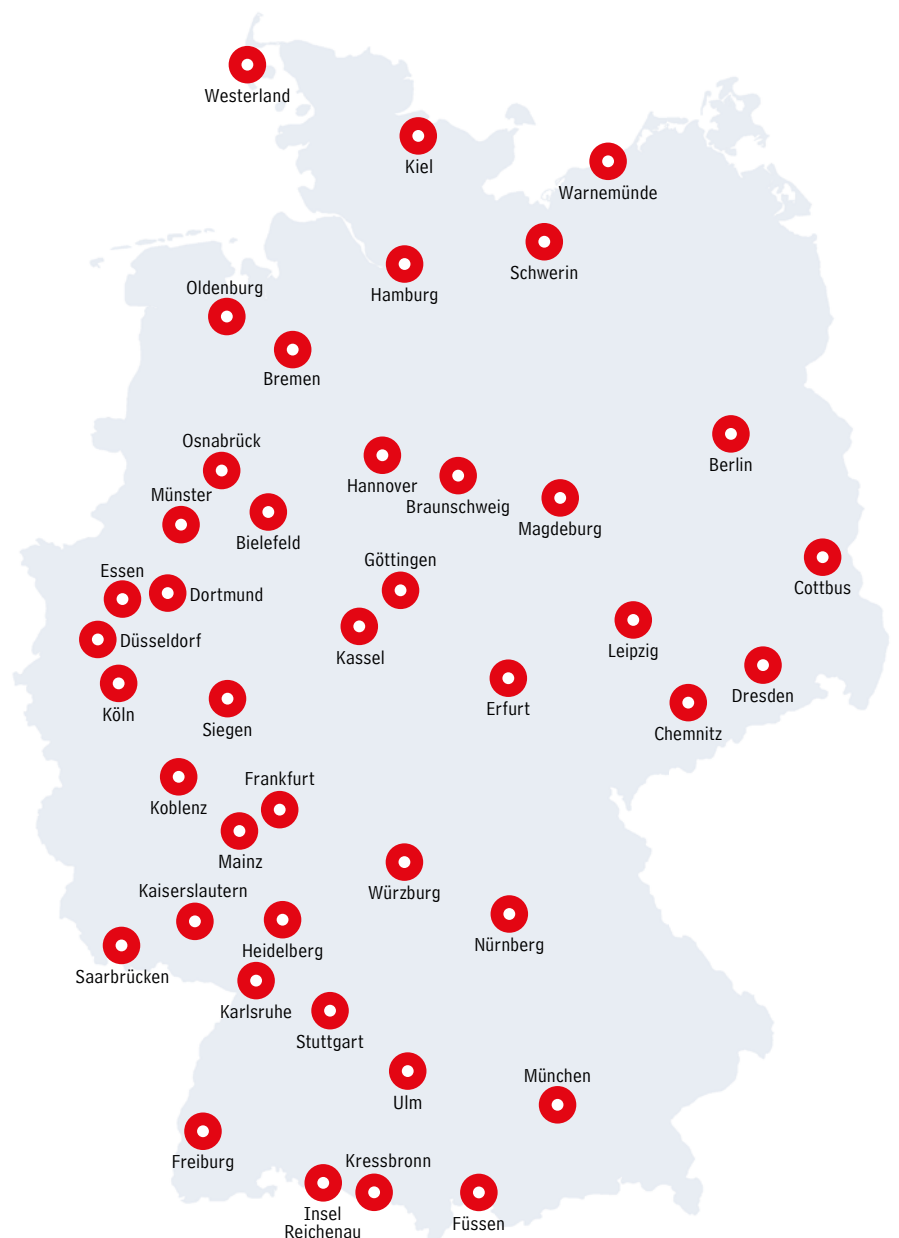 Westerland
Kiel
Warnemünde
Schwerin
Hamburg
Oldenburg
Bremen
Osnabrück
Berlin
Hannover
Münster
Braunschweig
Magdeburg
Bielefeld
Göttingen
Essen
Cottbus
Dortmund
Düsseldorf
Leipzig
Kassel
Dresden
Erfurt
Köln
Siegen
Chemnitz
Frankfurt
Koblenz
Mainz
Kaiserslautern
Würzburg
Nürnberg
Heidelberg
Saarbrücken
Karlsruhe
Stuttgart
München
Ulm
Freiburg
Kressbronn
Insel
Reichenau
Füssen